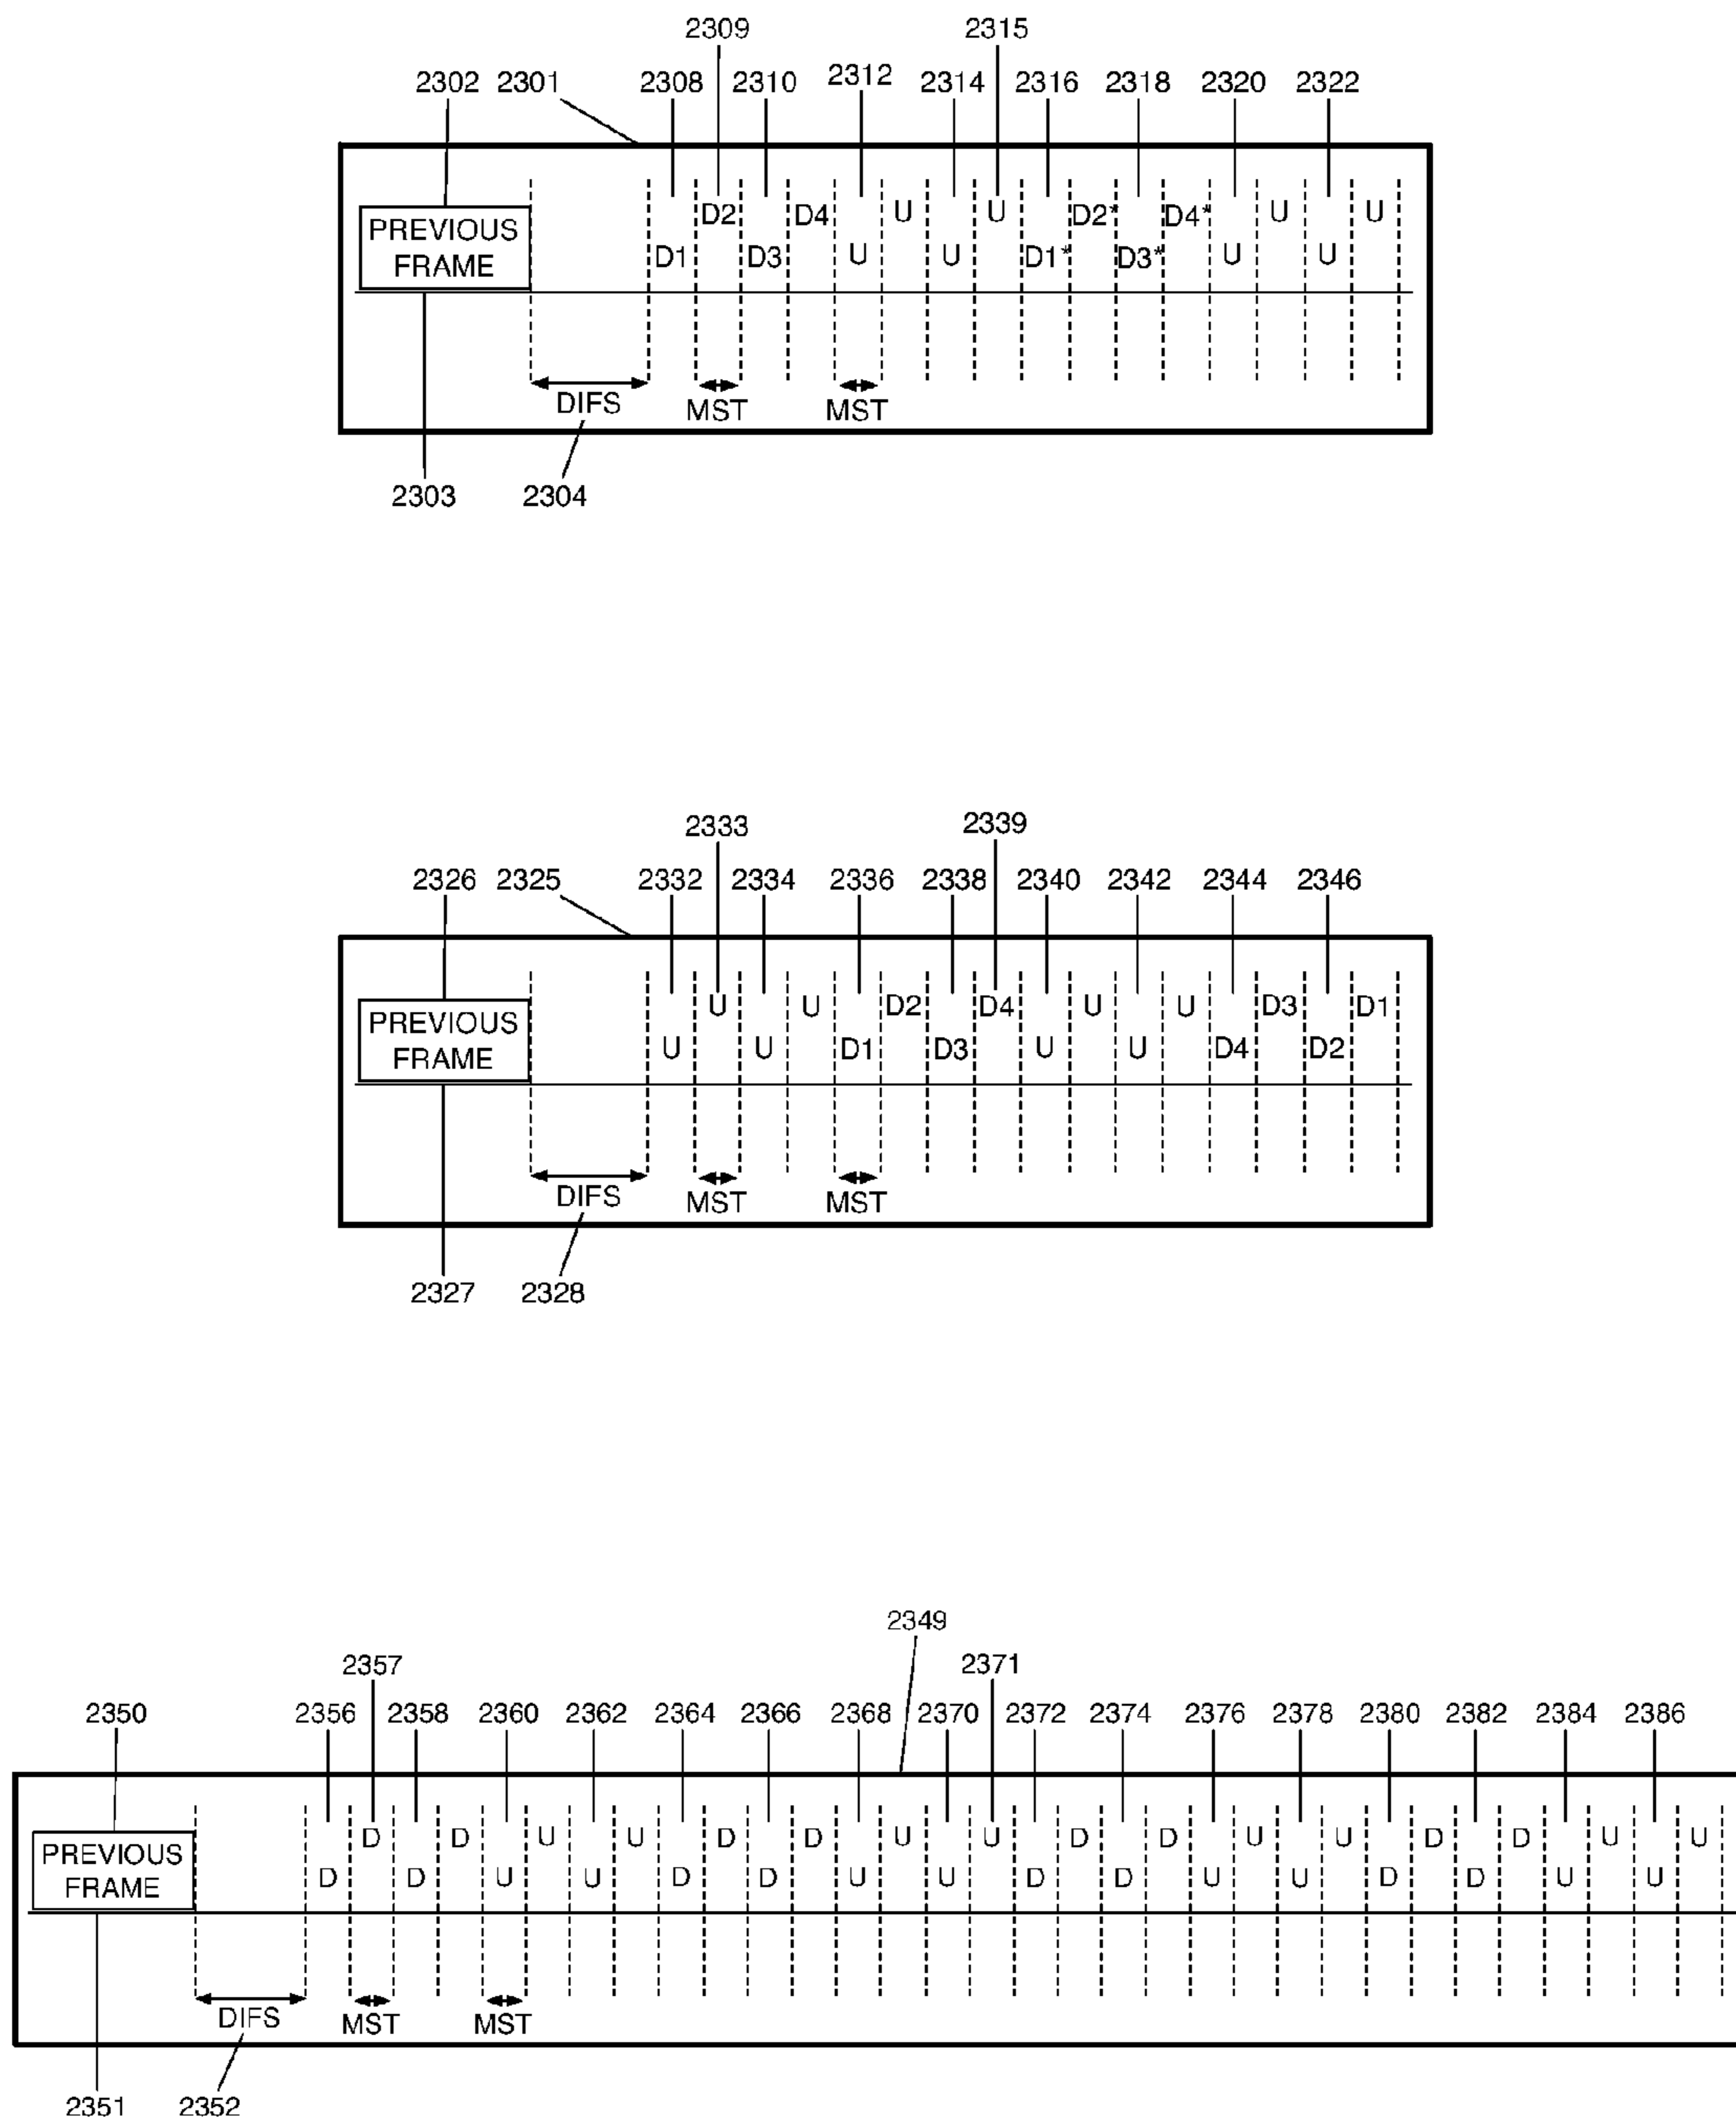 2309 2315
2302 2301 2308 2310 2312 2314 2316 2318 2320 2322
D2 D4 U U D2* D4* U U
PREVIOUS
FRAME
D1 D3 U U D1* D3* U U
DIFS MST MST
2303 2304
2333 2339
2326 2325 2332 2334 2336 2338 2340 2342 2344 2346
U U D2 D4 U U D3 D1
PREVIOUS
FRAME
U U D1 D3 U U D4 D2
DIFS MST MST
2327 2328
2349
2357 2371
2350 2356 2358 2360 2362 2364 2366 2368 2370 2372 2374 2376 2378 2380 2382 2384 2386
D D U U D D U U D D U U D D U U
PREVIOUS
FRAME
D D U U D D U U D D U U D D U U
DIFS MST MST
2351 2352